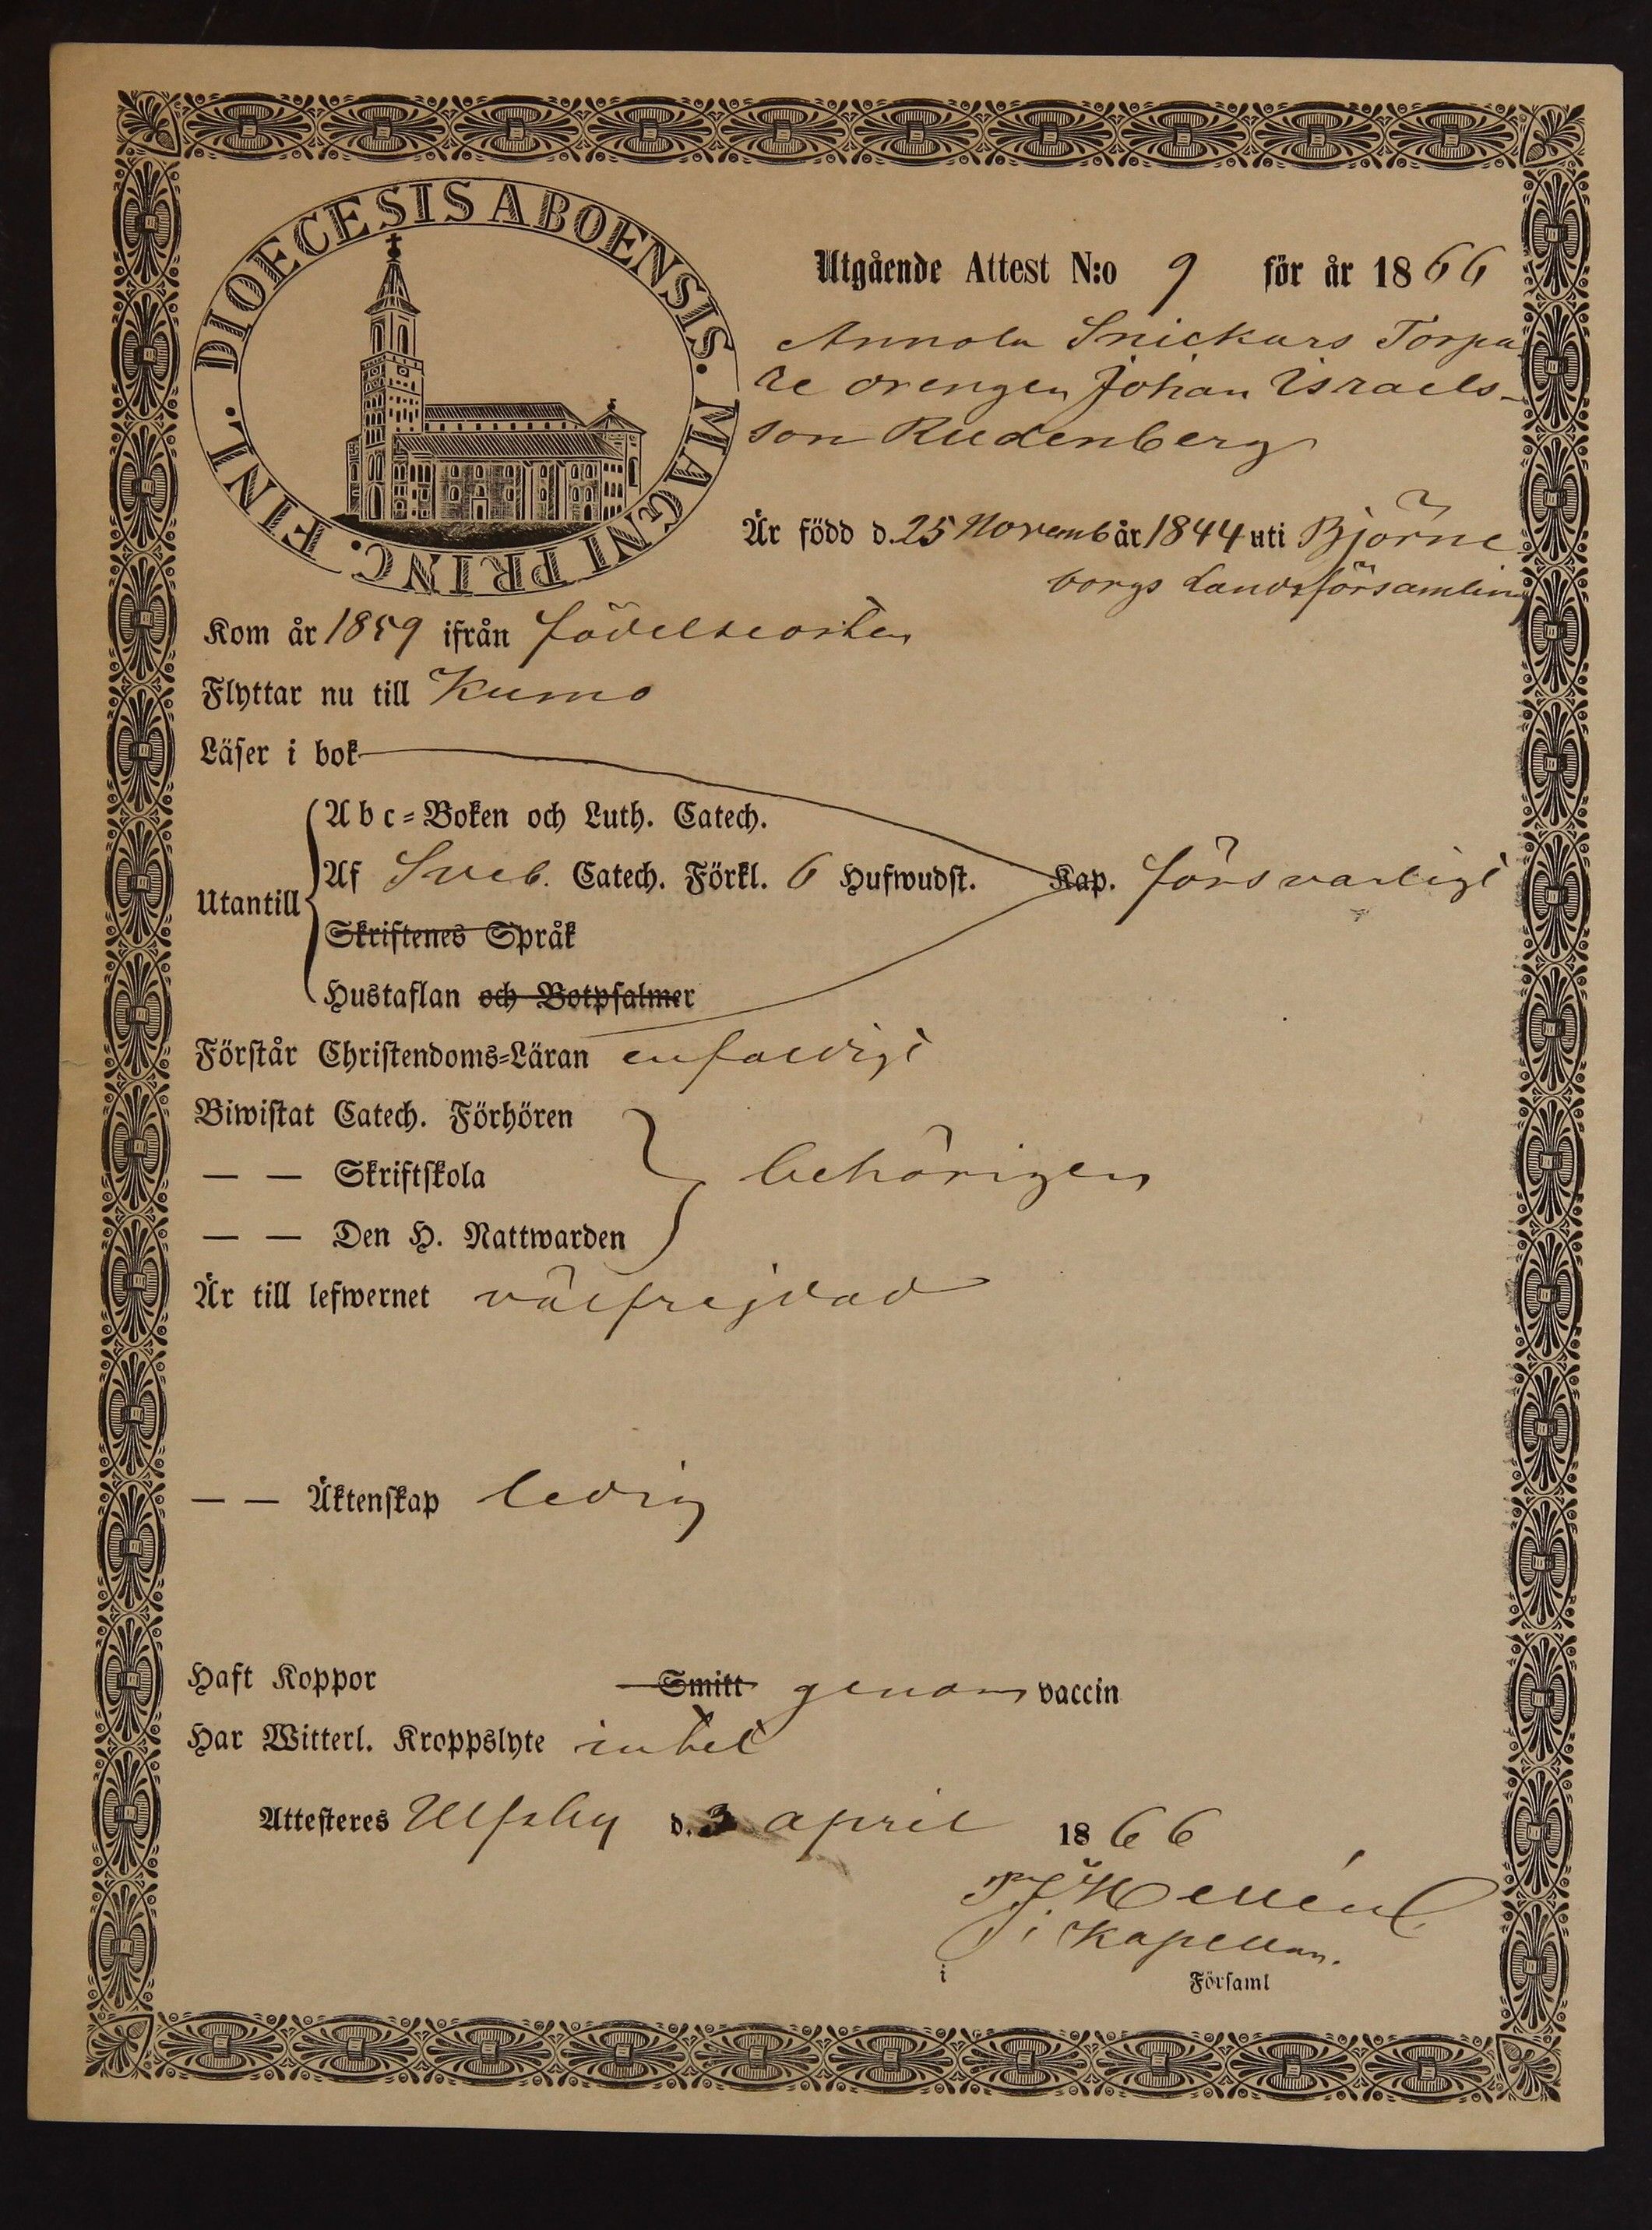 DIOECESIS ABOENSIS. MAGNI PRINC. FINL.
Utgående Attest N:o 9 för år 1866
Annola Snickars Torpa
re drengen Johan Israels-
son Rudenberg
Är född d. 25 Novemb år 1844 uti Björne
borgs Landsförsamling
Kom år 1859 ifrån födelseorten
Flyttar nu till Kumo
Läser i bok
Abc-Boken och Luth. Catech.
Utantill Af Sveb. Catech. Förkl. 6 Hufwudst. Kap. försvarligt
Skriftenes Språk
Hustaflan och Botpsalmer
Förstår Christendoms-Läran enfaldigt
Biwistat Catech. Förhören
— — Skriftskola behörigen
— — Den H. Nattwarden
Är till lefwernet välfrejdad
— — Äktenskap ledig
Haft Koppor Smitt genom vaccin
Har Witterl. Kroppslyte intet
Attesteres Ulfsby d. 3 april 1866
Kapellan.
i Församl